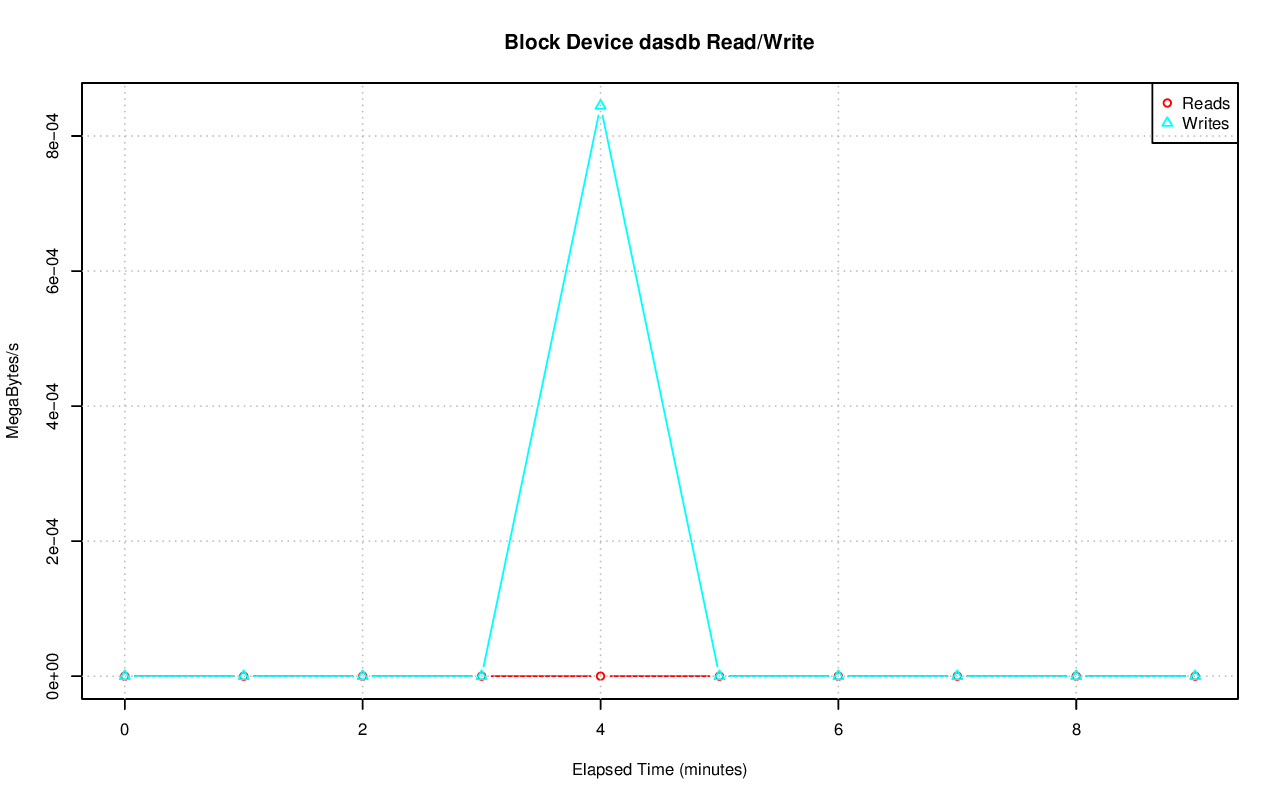 Block Device dasdb Read/Write
Reads
Writes
MegaBytes/s
8e−04
6e−04
4e−04
2e−04
0e+00
0 2 4 6 8
Elapsed Time (minutes)